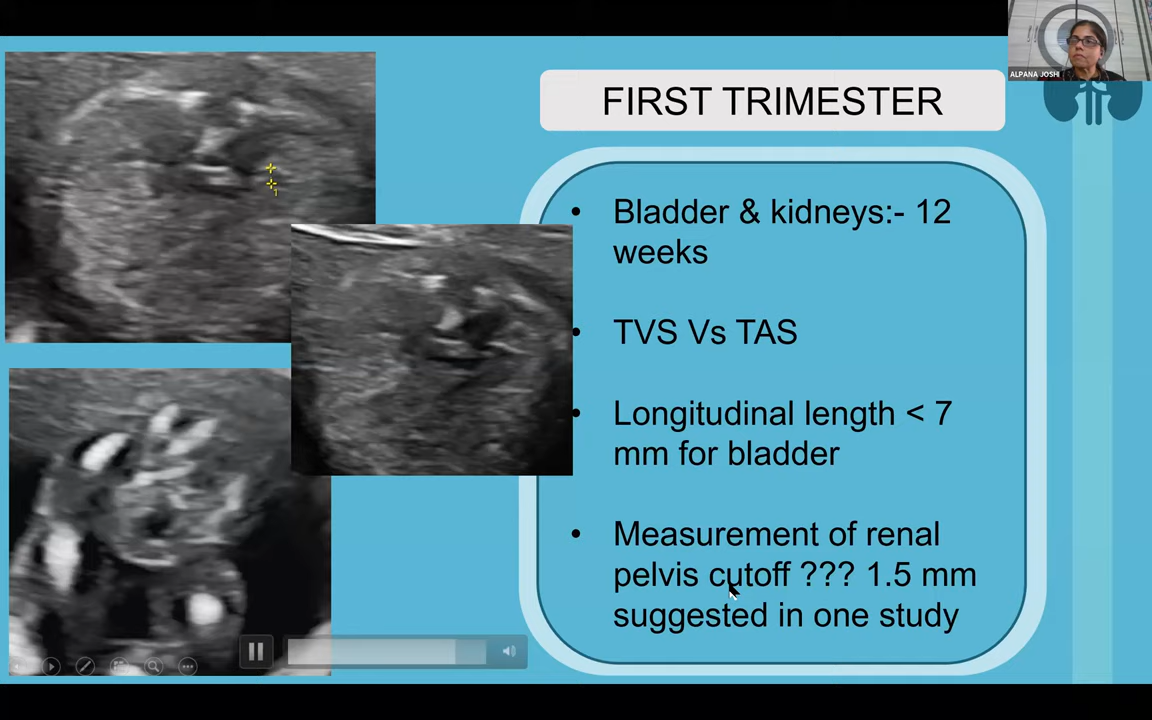 ALPANA JOSHI
FIRST TRIMESTER
• Bladder & kidneys:- 12
weeks
• TVS Vs TAS
• Longitudinal length < 7
mm for bladder
• Measurement of renal
pelvis cutoff ??? 1.5 mm
suggested in one study
1